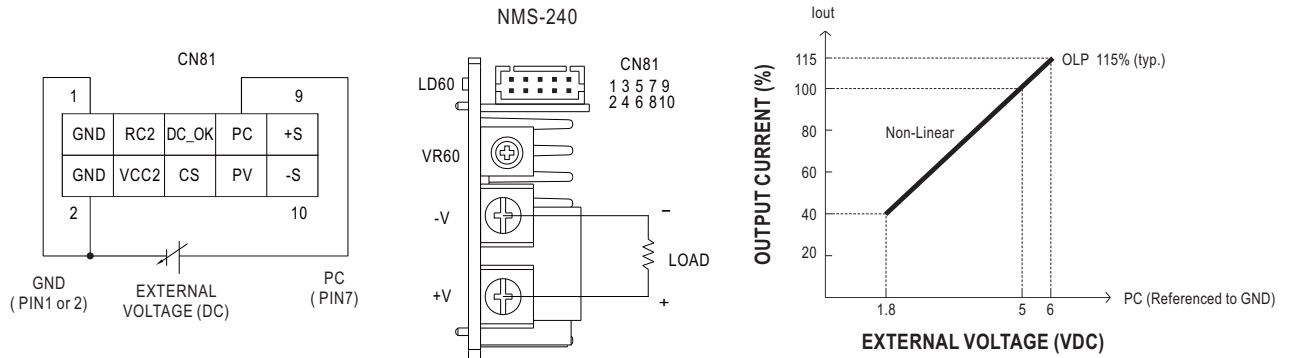 CN81
1 9
GND RC2 DC_OK PC +S
GND VCC2 CS PV -S
2 10
GND
( PIN1 or 2)
EXTERNAL
VOLTAGE (DC)
PC
( PIN7)
NMS-240
LD60
CN81
1 3 5 7 9
2 4 6 8 10
VR60
-V
+V
−
LOAD
+
Iout
OUTPUT CURRENT (%)
115
100
80
60
40
20
OLP 115% (typ.)
Non-Linear
1.8 5 6
PC (Referenced to GND)
EXTERNAL VOLTAGE (VDC)